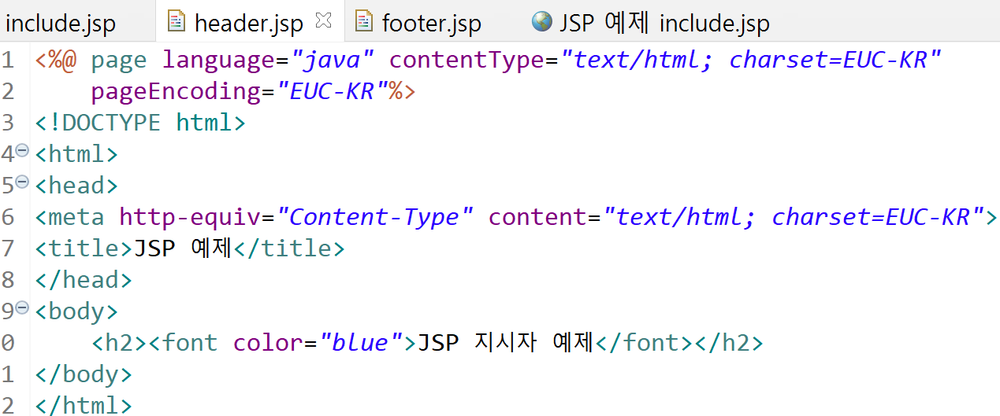 include.jsp header.jsp footer.jsp JSP 예제 include.jsp
1 <%@ page language="java" contentType="text/html; charset=EUC-KR"
2 pageEncoding="EUC-KR"%>
3 <!DOCTYPE html>
4 <html>
5 <head>
6 <meta http-equiv="Content-Type" content="text/html; charset=EUC-KR">
7 <title>JSP 예제</title>
8 </head>
9 <body>
0 <h2><font color="blue">JSP 지시자 예제</font></h2>
1 </body>
2 </html>